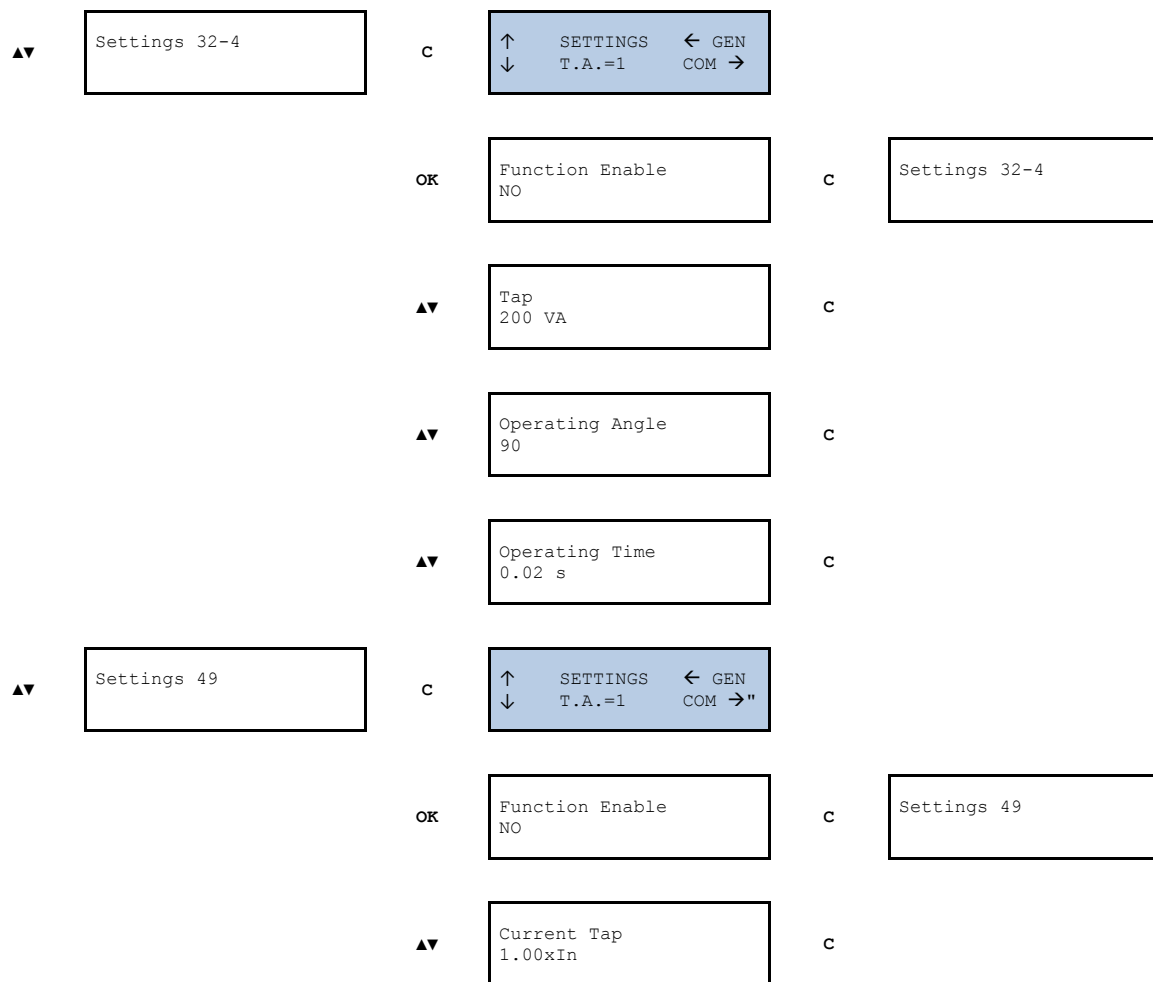 ▲▼ Settings 32-4 C ↑ SETTINGS ← GEN
↓ T.A.=1 COM →
OK Function Enable C Settings 32-4
NO
▲▼ Tap C
200 VA
▲▼ Operating Angle C
90
▲▼ Operating Time C
0.02 s
▲▼ Settings 49 C ↑ SETTINGS ← GEN
↓ T.A.=1 COM →"
OK Function Enable C Settings 49
NO
▲▼ Current Tap C
1.00xIn